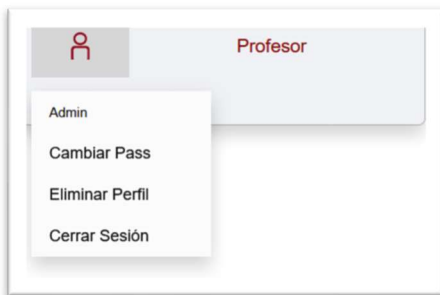 Profesor
Admin
Cambiar Pass
Eliminar Perfil
Cerrar Sesión